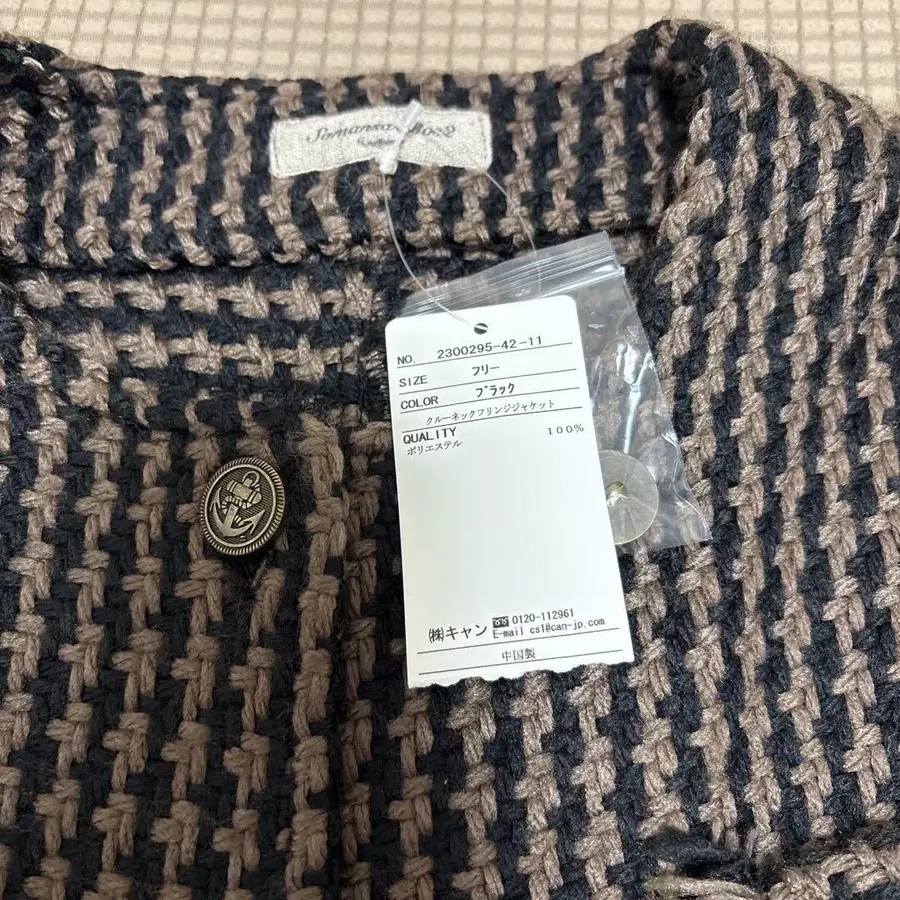 NO. 2300295-42-11
SIZE フリー
COLOR ブラック
クルーネックフリンジジャケット
QUALITY
ポリエステル 100%
㈱キャン 0120-112961
E-mail cs1@can-jp.com
中国製